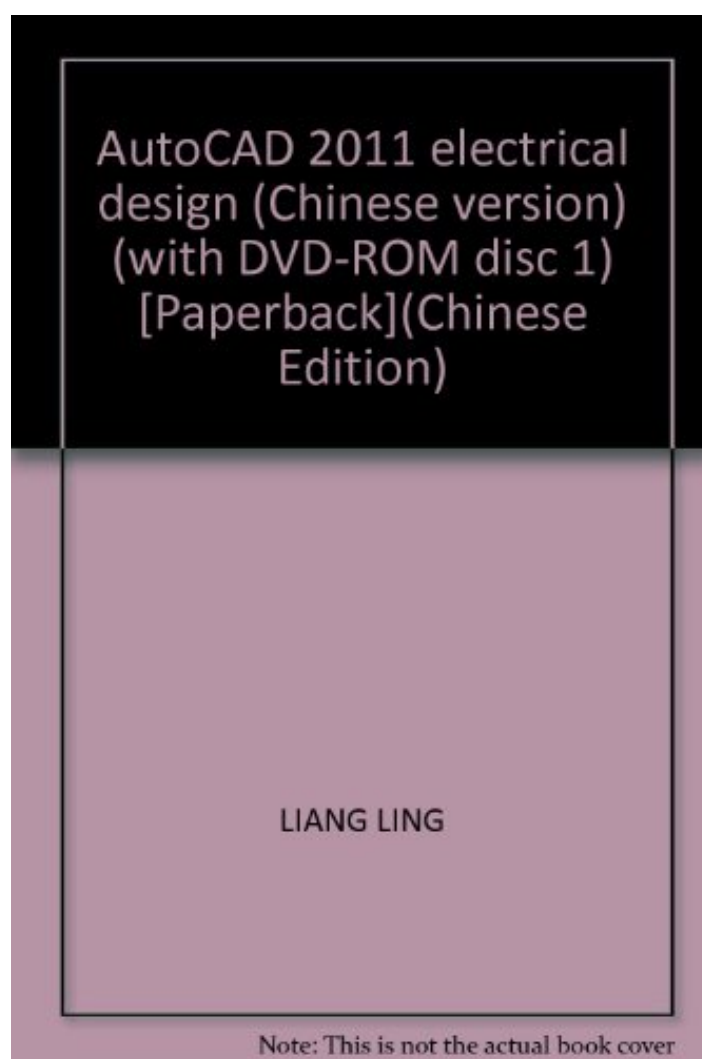 AutoCAD 2011 electrical
design (Chinese version)
(with DVD-ROM disc 1)
[Paperback](Chinese
Edition)
LIANG LING
Note: This is not the actual book cover